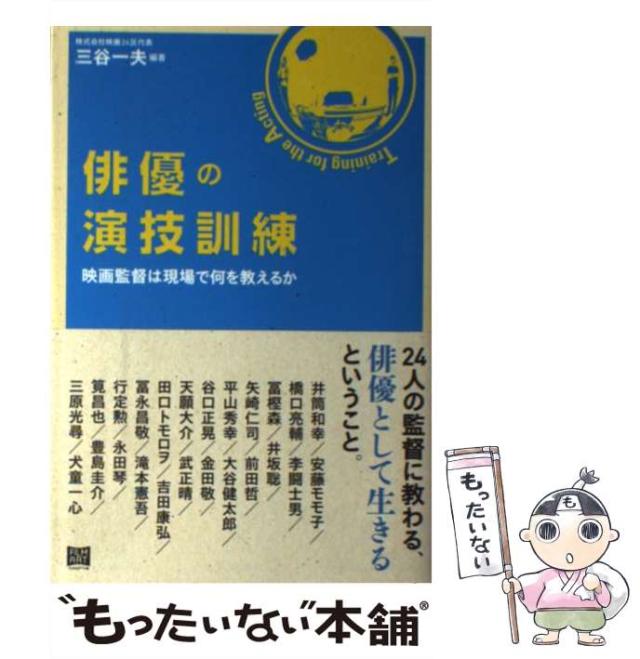 株式会社映画24区代表
三谷一夫 編著
Training for the Acting
俳優の
演技訓練
映画監督は現場で何を教えるか
24人の監督に教わる、
俳優として生きる
ということ。
井筒和幸/安藤モモ子/
橋口亮輔/李闘士男/
冨樫森/井坂聡/
矢崎仁司/前田哲/
平山秀幸/大谷健太郎/
谷口正晃/金田敬/
天願大介/武正晴/
田口トモロヲ/吉田康弘/
冨永昌敬/滝本憲吾/
行定勲/永田琴/
筧昌也/豊島圭介/
三原光尋/犬童一心
FILM
ART
も
もったいない
"もったいない"本舗®